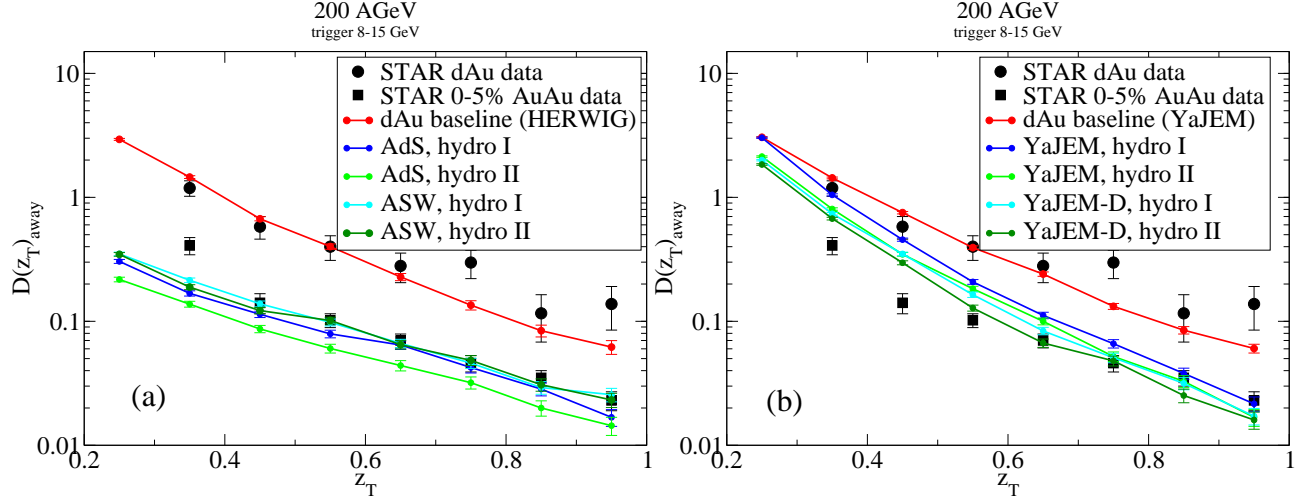 200 AGeV
trigger 8-15 GeV
10
1
0.1
0.01
D(z_T)_away
STAR dAu data
STAR 0-5% AuAu data
dAu baseline (HERWIG)
AdS, hydro I
AdS, hydro II
ASW, hydro I
ASW, hydro II
(a)
0.2 0.4 0.6 0.8 1
z_T
200 AGeV
trigger 8-15 GeV
10
1
0.1
0.01
D(z_T)_away
STAR dAu data
STAR 0-5% AuAu data
dAu baseline (YaJEM)
YaJEM, hydro I
YaJEM, hydro II
YaJEM-D, hydro I
YaJEM-D, hydro II
(b)
0.2 0.4 0.6 0.8 1
z_T